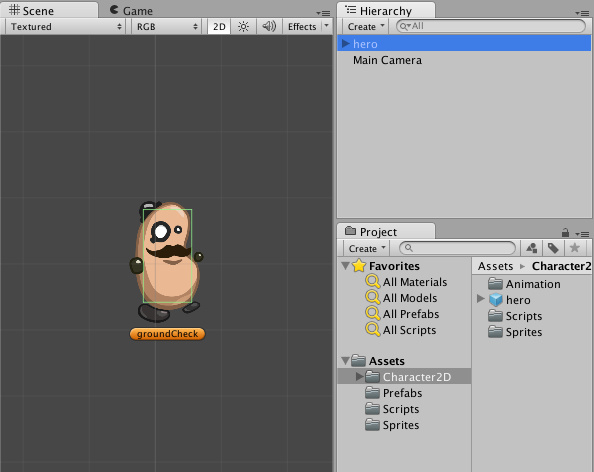 Scene
Game
Textured
RGB
2D
Effects
groundCheck
Hierarchy
Create
All
hero
Main Camera
Project
Create
Favorites
All Materials
All Models
All Prefabs
All Scripts
Assets
Character2D
Prefabs
Scripts
Sprites
Assets
Character2
Animation
hero
Scripts
Sprites